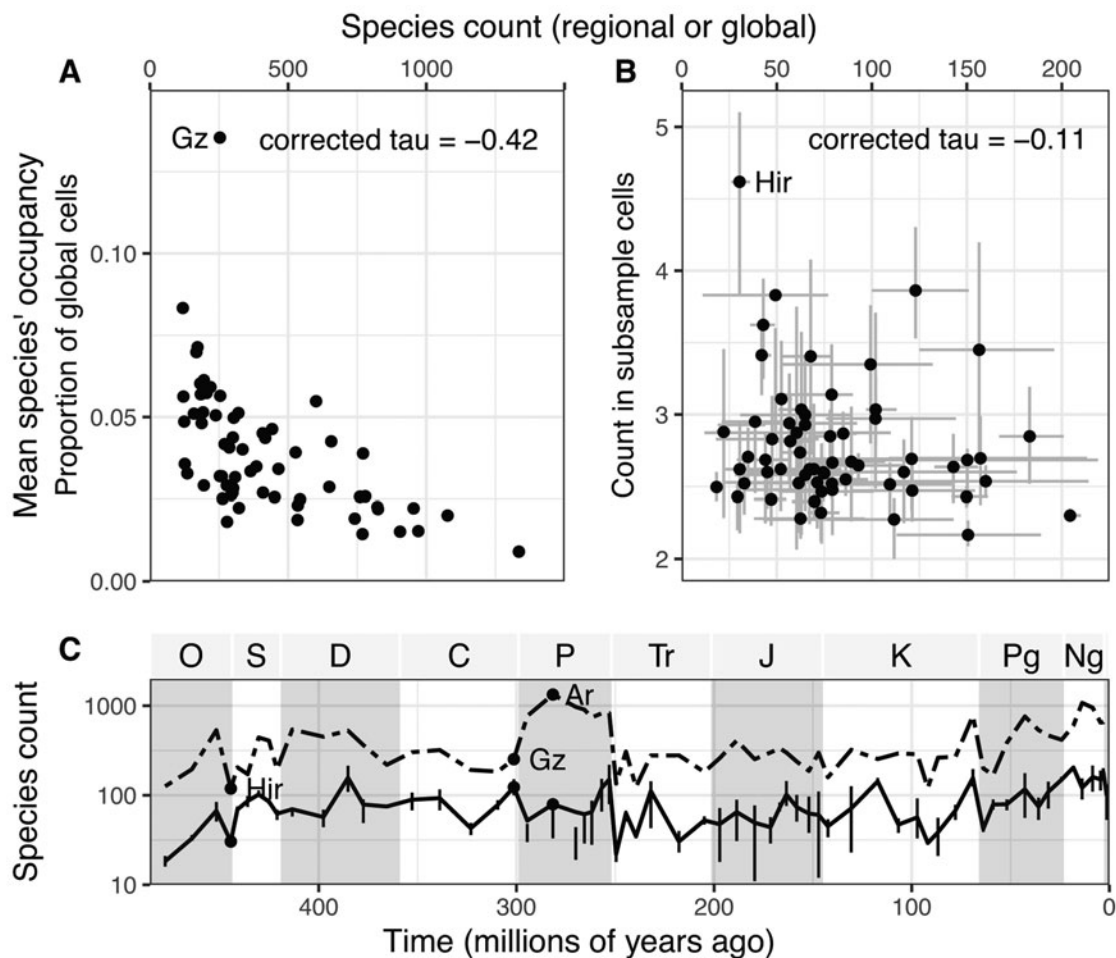 Species count (regional or global)
A
0 500 1000
B
0 50 100 150 200
Mean species' occupancy
Proportion of global cells
0.10
0.05
0.00
Gz
corrected tau = −0.42
Count in subsample cells
5
4
3
2
corrected tau = −0.11
Hir
C
O S D C P Tr J K Pg Ng
Species count
1000
100
10
Ar
Gz
Hir
400 300 200 100 0
Time (millions of years ago)